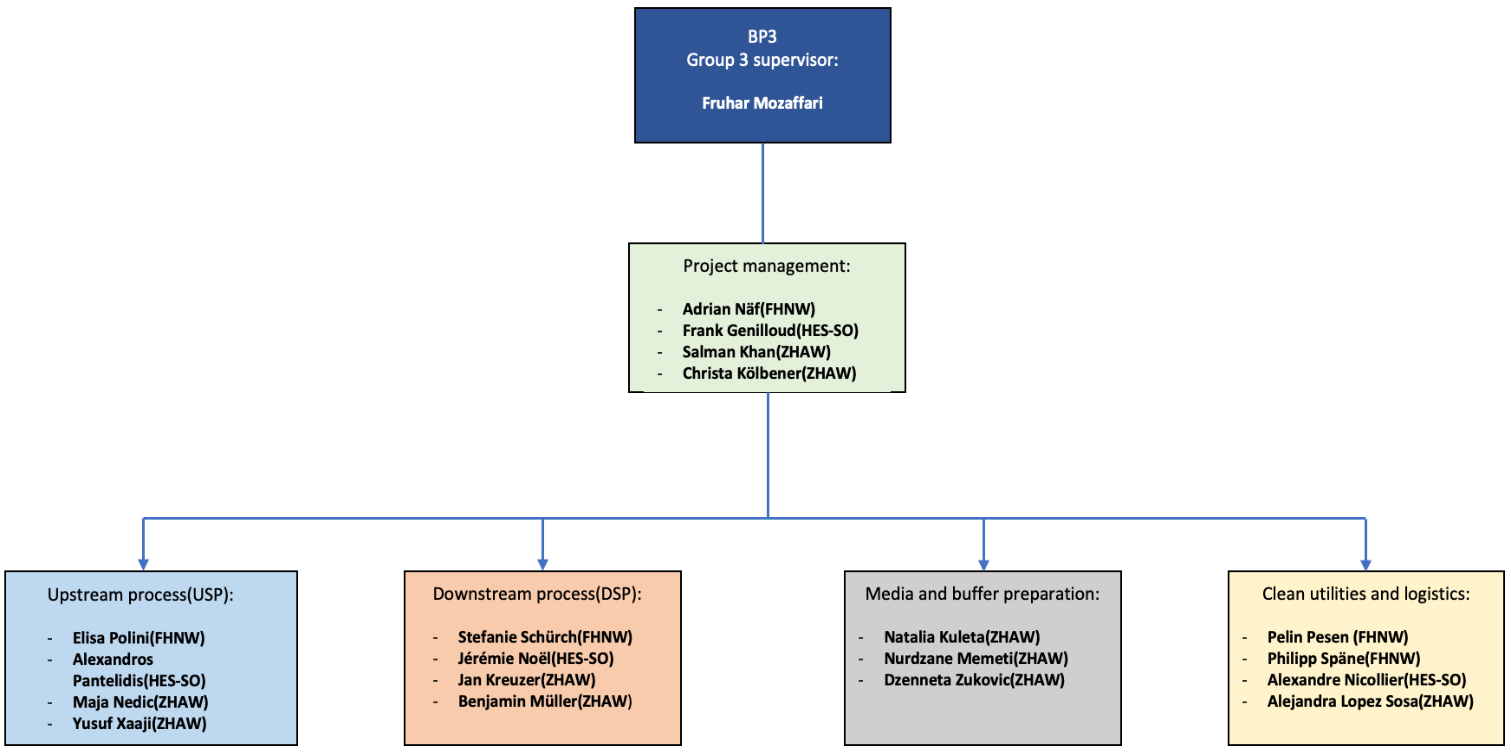 BP3
Group 3 supervisor:
Fruhar Mozaffari
Project management:
- Adrian Näf(FHNW)
- Frank Genilloud(HES-SO)
- Salman Khan(ZHAW)
- Christa Kölbener(ZHAW)
Upstream process(USP):
- Elisa Polini(FHNW)
- Alexandros
Pantelidis(HES-SO)
- Maja Nedic(ZHAW)
- Yusuf Xaaji(ZHAW)
Downstream process(DSP):
- Stefanie Schürch(FHNW)
- Jérémie Noël(HES-SO)
- Jan Kreuzer(ZHAW)
- Benjamin Müller(ZHAW)
Media and buffer preparation:
- Natalia Kuleta(ZHAW)
- Nurdzane Memeti(ZHAW)
- Dzenneta Zukovic(ZHAW)
Clean utilities and logistics:
- Pelin Pesen (FHNW)
- Philipp Späne(FHNW)
- Alexandre Nicollier(HES-SO)
- Alejandra Lopez Sosa(ZHAW)